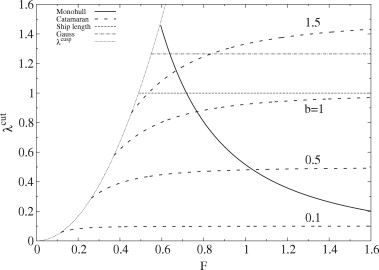 1.6
1.4
1.2
1
0.8
0.6
0.4
0.2
0
λcut
Monohull
Catamaran
Ship length
Gauss
λcusp
1.5
b=1
0.5
0.1
0 0.2 0.4 0.6 0.8 1 1.2 1.4 1.6
F